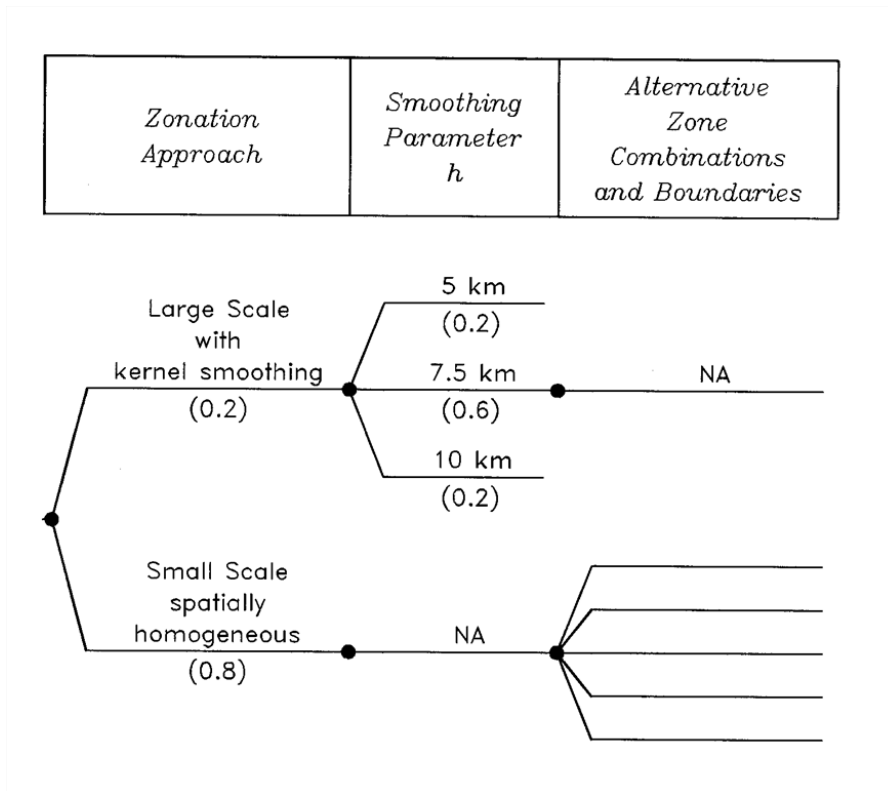 Zonation
Approach
Smoothing
Parameter
h
Alternative
Zone
Combinations
and Boundaries
Large Scale
with
kernel smoothing
(0.2)
5 km
(0.2)
7.5 km
(0.6)
10 km
(0.2)
NA
Small Scale
spatially
homogeneous
(0.8)
NA